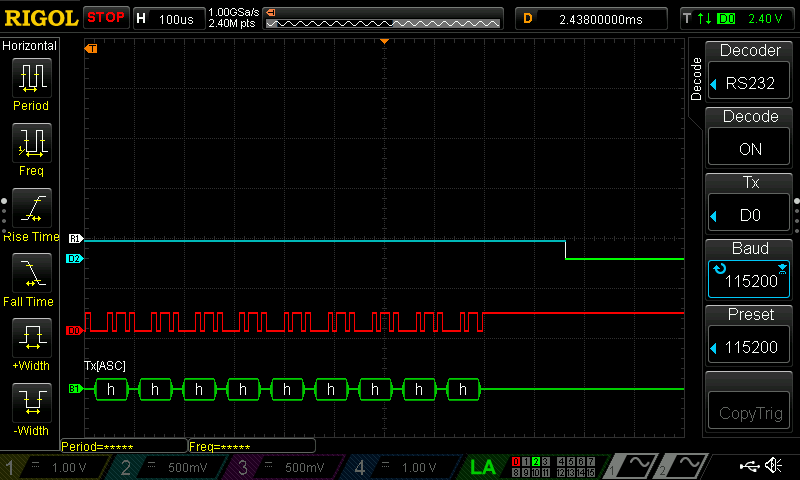 RIGOL STOP H 100us 1.00GSa/s 2.40M pts D 2.43800000ms T D0 2.40 V
Horizontal
Period
Freq
Rise Time
Fall Time
+Width
-Width
T
R1
D2
D0
Tx[ASC]
B1 h h h h h h h h h
Period=***** Freq=*****
Decode
Decoder
RS232
Decode
ON
Tx
D0
Baud
115200
Preset
115200
CopyTrig
1 = 1.00 V 2 = 500mV 3 = 500mV 4 = 1.00 V LA 0 1 2 3 4 5 6 7 1 2
8 9 10 11 12 13 14 15